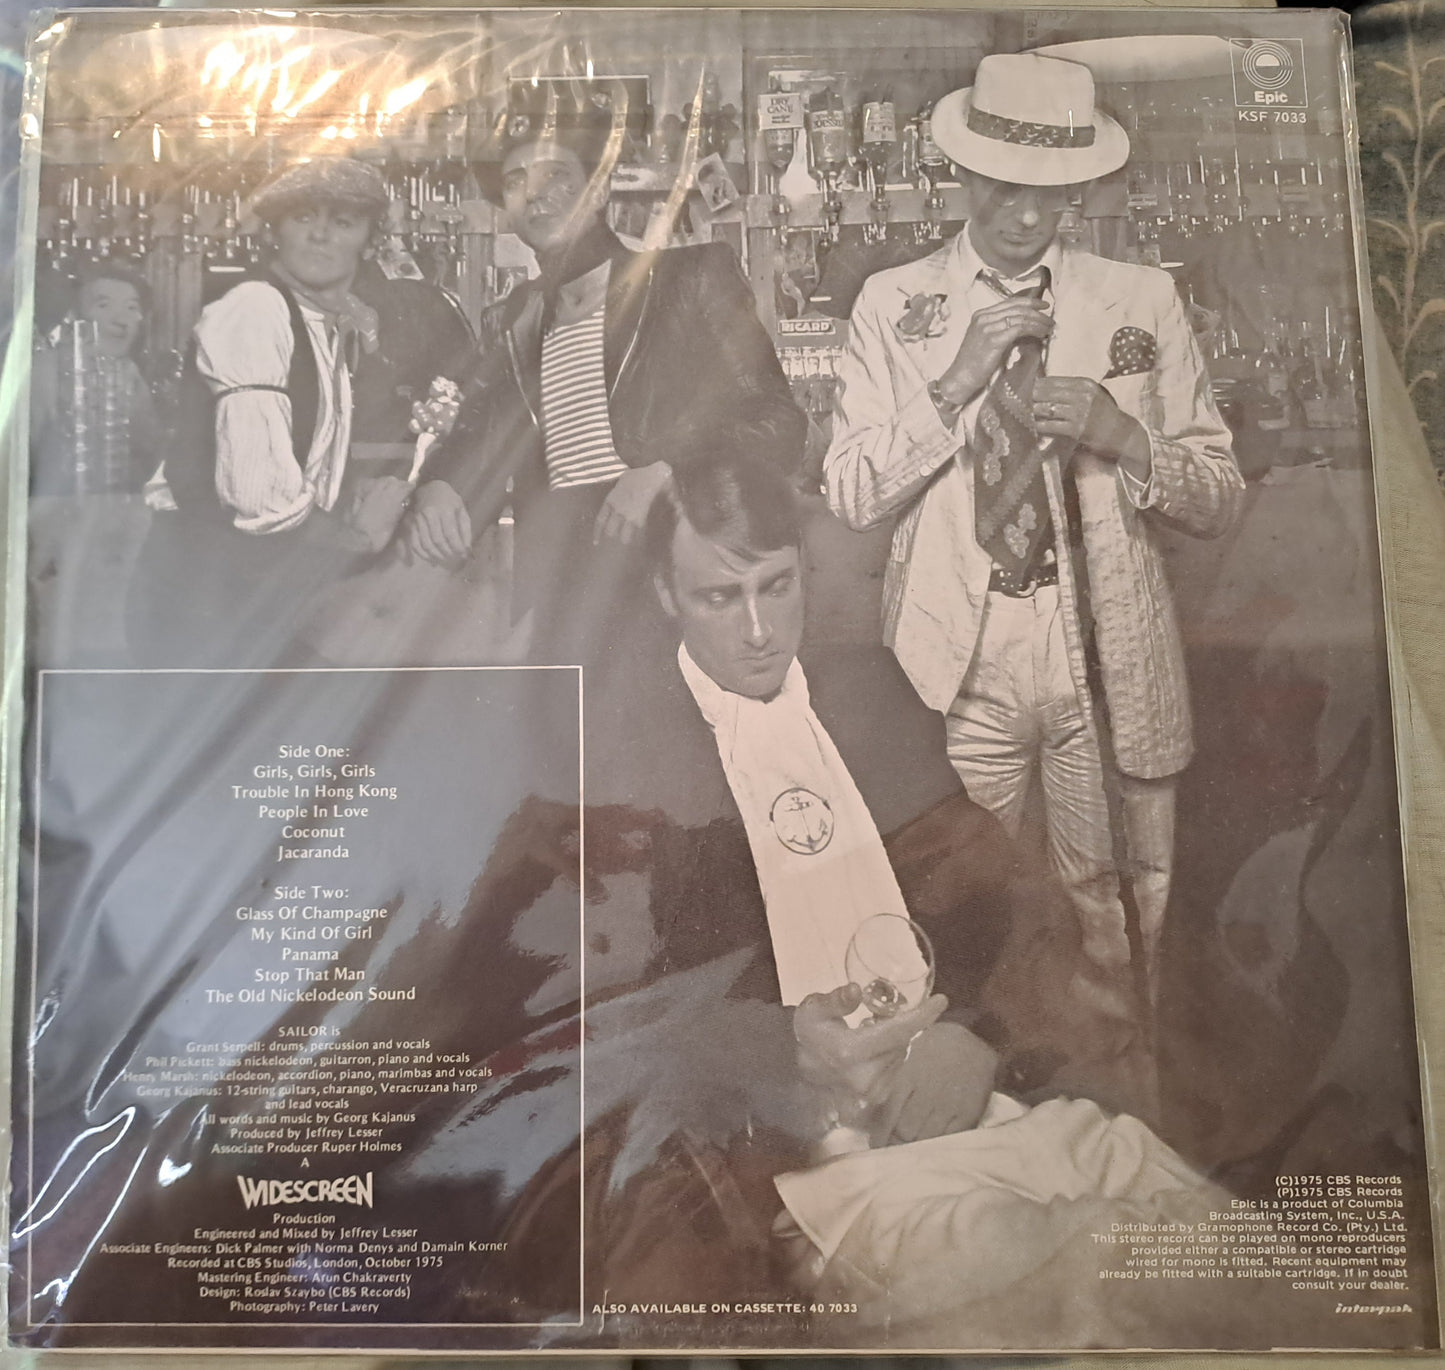 DRY CANE
RICARD
Epic
KSF 7033
Side One:
Girls, Girls, Girls
Trouble In Hong Kong
People In Love
Coconut
Jacaranda
Side Two:
Glass Of Champagne
My Kind Of Girl
Panama
Stop That Man
The Old Nickelodeon Sound
SAILOR is
Grant Serpell: drums, percussion and vocals
Phil Pickett: bass nickelodeon, guitarron, piano and vocals
Henry Marsh: nickelodeon, accordion, piano, marimbas and vocals
Georg Kajanus: 12-string guitars, charango, Veracruzana harp
and lead vocals
All words and music by Georg Kajanus
Produced by Jeffrey Lesser
Associate Producer Ruper Holmes
A
WIDESCREEN
Production
Engineered and Mixed by Jeffrey Lesser
Associate Engineers: Dick Palmer with Norma Denys and Damain Korner
Recorded at CBS Studios, London, October 1975
Mastering Engineer: Arun Chakraverty
Design: Roslav Szaybo (CBS Records)
Photography: Peter Lavery
ALSO AVAILABLE ON CASSETTE: 40 7033
(C)1975 CBS Records
(P)1975 CBS Records
Epic is a product of Columbia
Broadcasting System, Inc., U.S.A.
Distributed by Gramophone Record Co. (Pty.) Ltd.
This stereo record can be played on mono reproducers
provided either a compatible or stereo cartridge
wired for mono is fitted. Recent equipment may
already be fitted with a suitable cartridge. If in doubt
consult your dealer.
interpak